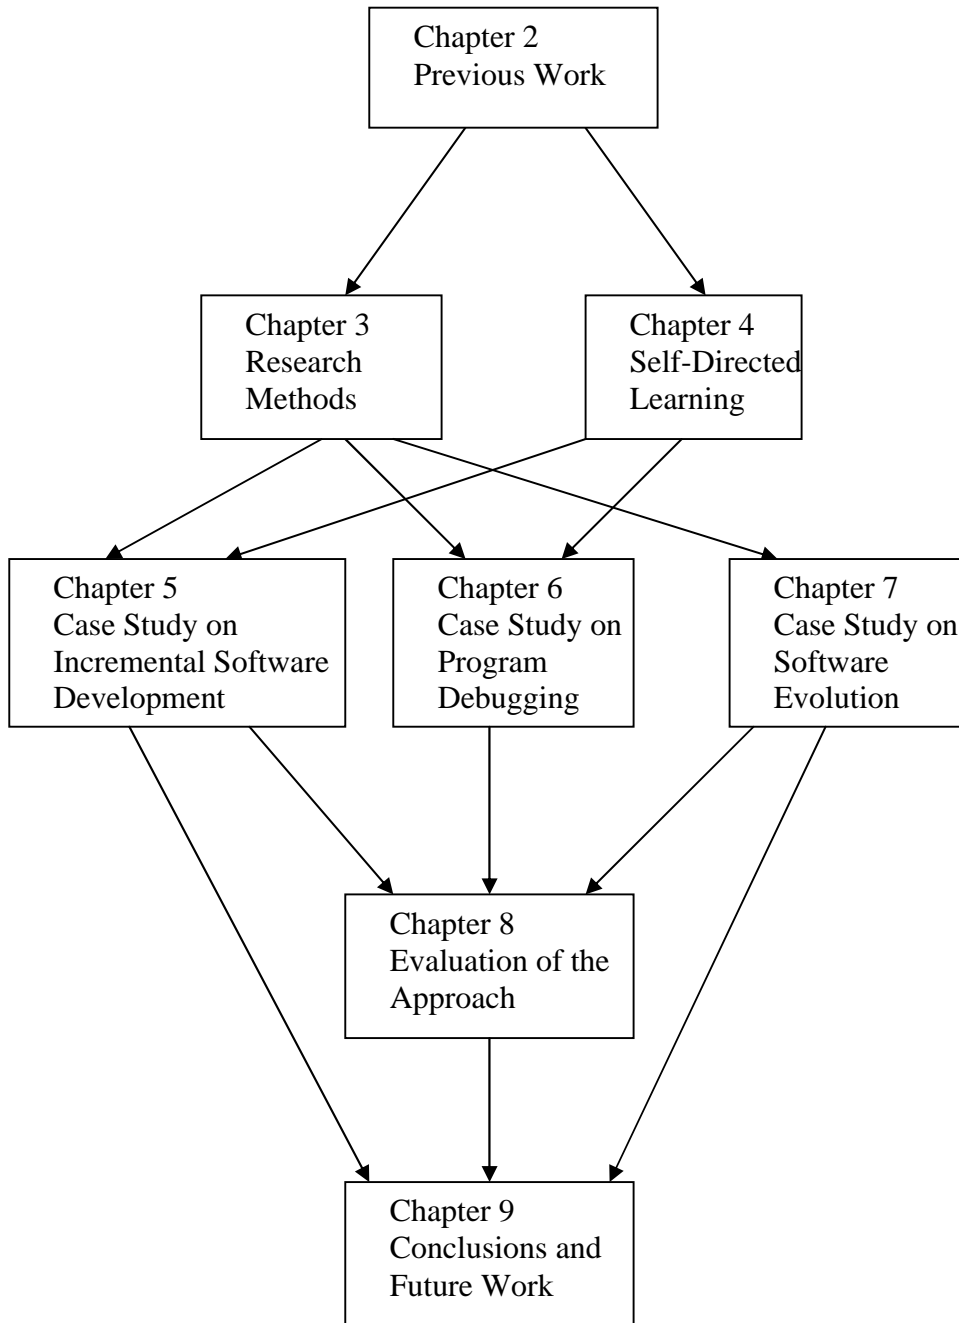 Chapter 2
Previous Work
Chapter 3
Research
Methods
Chapter 4
Self-Directed
Learning
Chapter 5
Case Study on
Incremental Software
Development
Chapter 6
Case Study on
Program
Debugging
Chapter 7
Case Study on
Software
Evolution
Chapter 8
Evaluation of the
Approach
Chapter 9
Conclusions and
Future Work